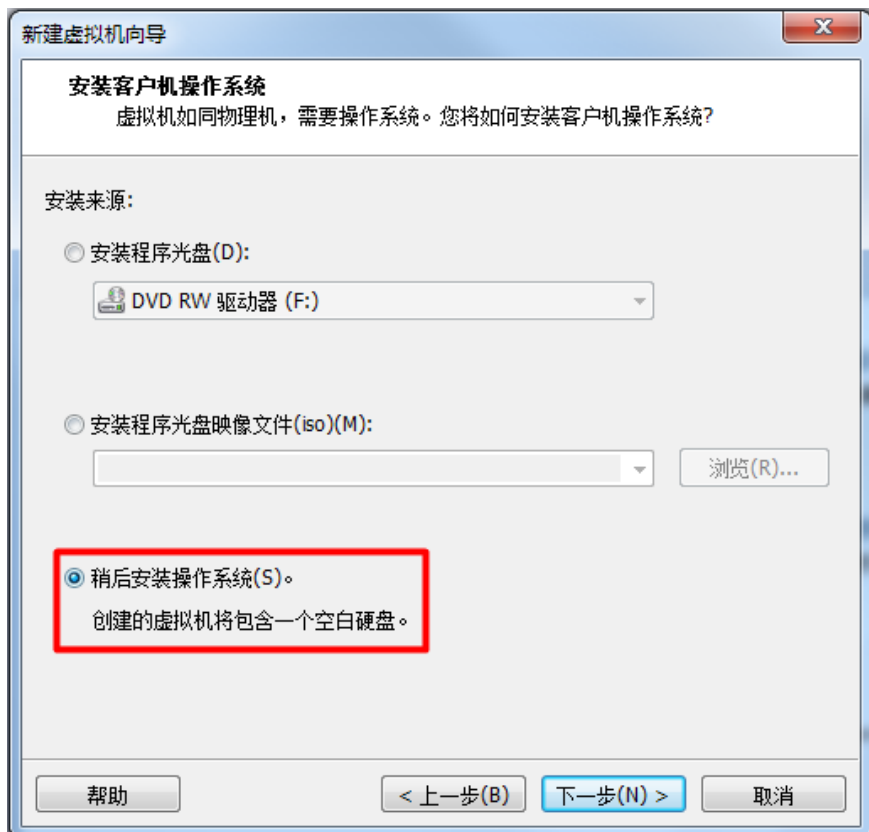 新建虚拟机向导
安装客户机操作系统
虚拟机如同物理机，需要操作系统。您将如何安装客户机操作系统?
安装来源:
安装程序光盘(D):
DVD RW 驱动器 (F:)
安装程序光盘映像文件(iso)(M):
浏览(R)...
稍后安装操作系统(S)。
创建的虚拟机将包含一个空白硬盘。
帮助 < 上一步(B) 下一步(N) > 取消